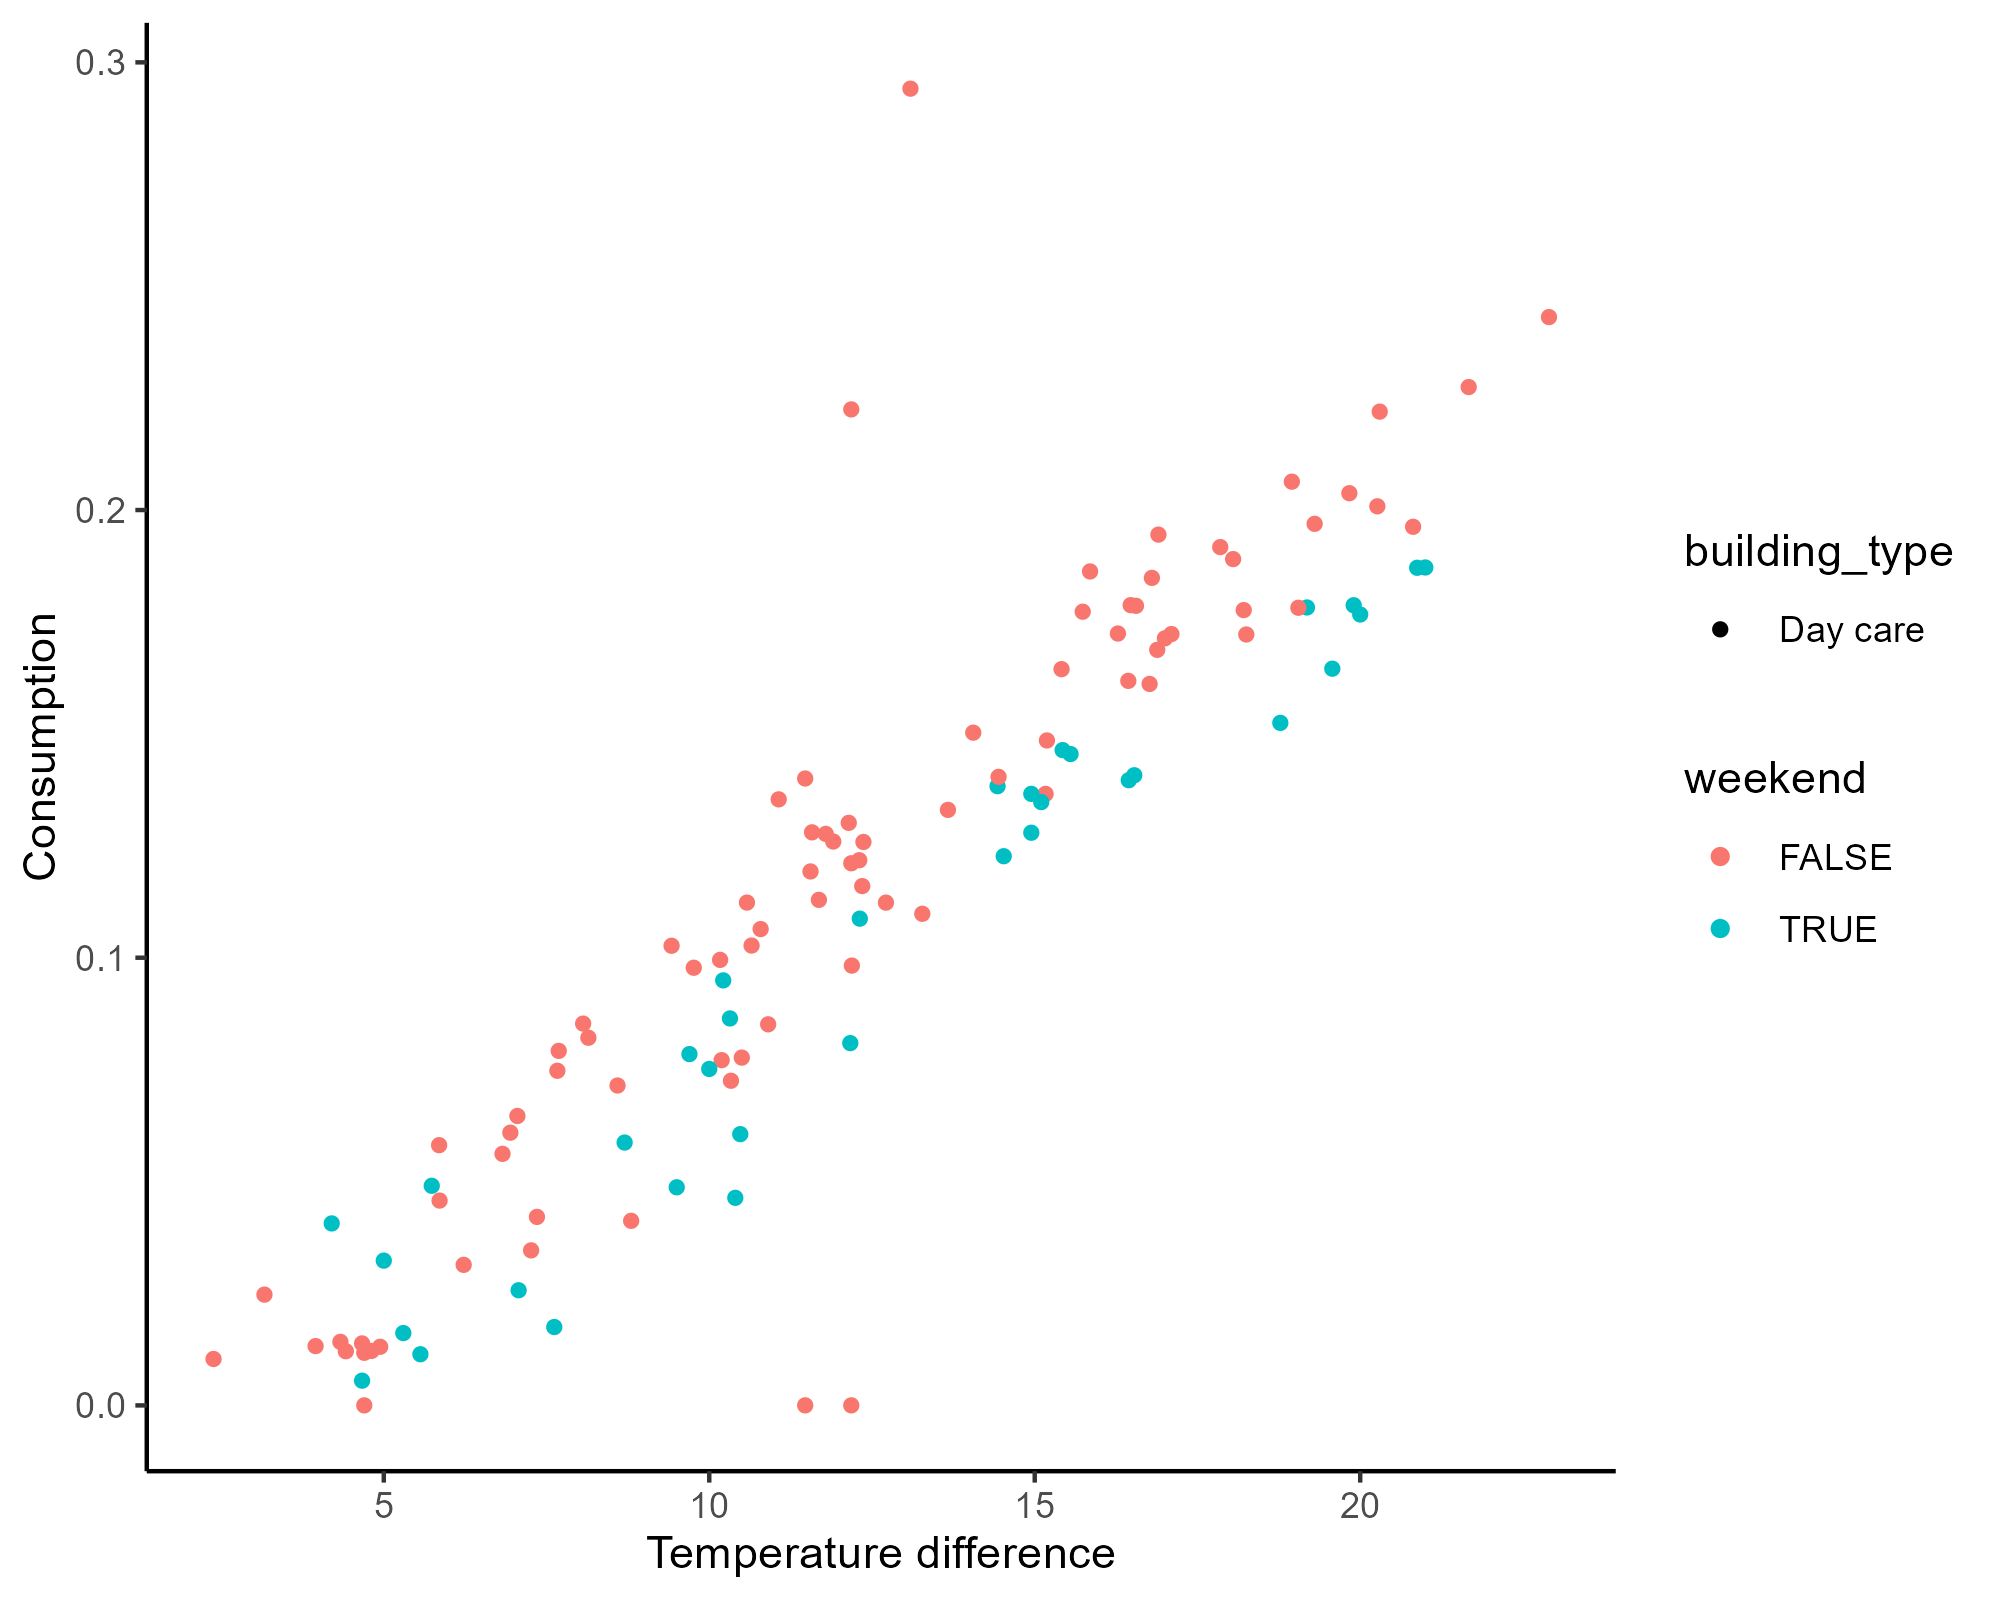 0.3
0.2
0.1
0.0
Consumption
5
10
15
20
Temperature difference
building_type
Day care
weekend
FALSE
TRUE